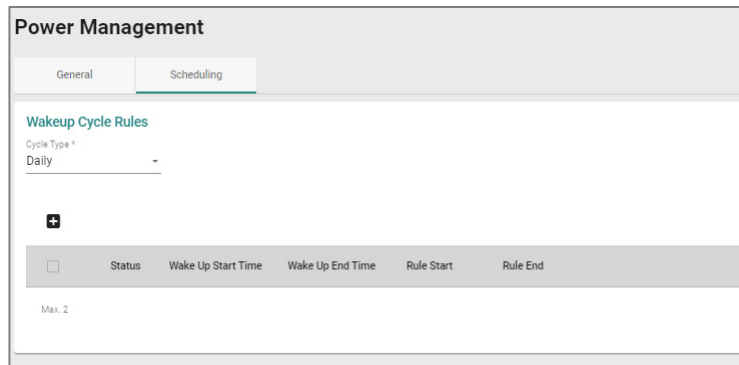 Power Management
General Scheduling
Wakeup Cycle Rules
Cycle Type *
Daily
Status Wake Up Start Time Wake Up End Time Rule Start Rule End
Max. 2